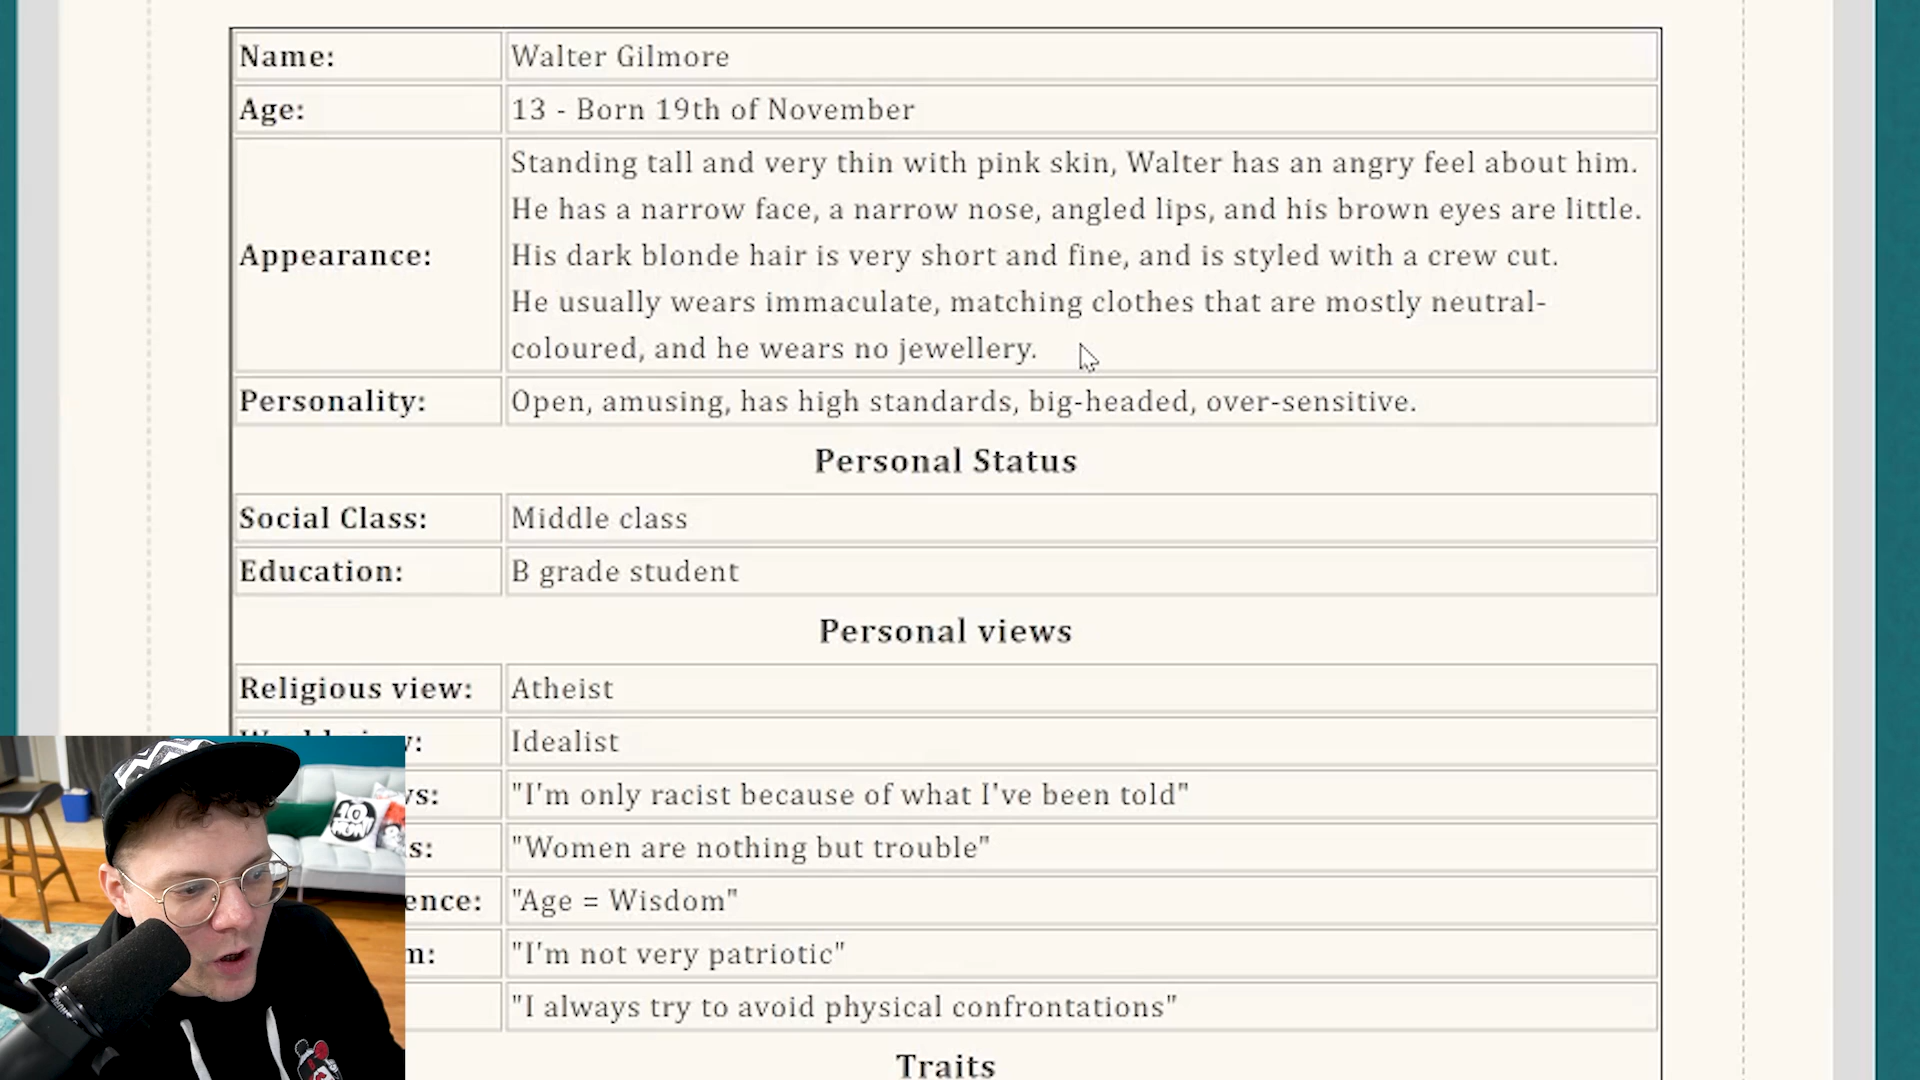 Name: Walter Gilmore
Age: 13 - Born 19th of November
Appearance: Standing tall and very thin with pink skin, Walter has an angry feel about him.
He has a narrow face, a narrow nose, angled lips, and his brown eyes are little.
His dark blonde hair is very short and fine, and is styled with a crew cut.
He usually wears immaculate, matching clothes that are mostly neutral-
coloured, and he wears no jewellery.
Personality: Open, amusing, has high standards, big-headed, over-sensitive.
Personal Status
Social Class: Middle class
Education: B grade student
Personal views
Religious view: Atheist
Idealist
"I'm only racist because of what I've been told"
"Women are nothing but trouble"
"Age = Wisdom"
"I'm not very patriotic"
"I always try to avoid physical confrontations"
Traits